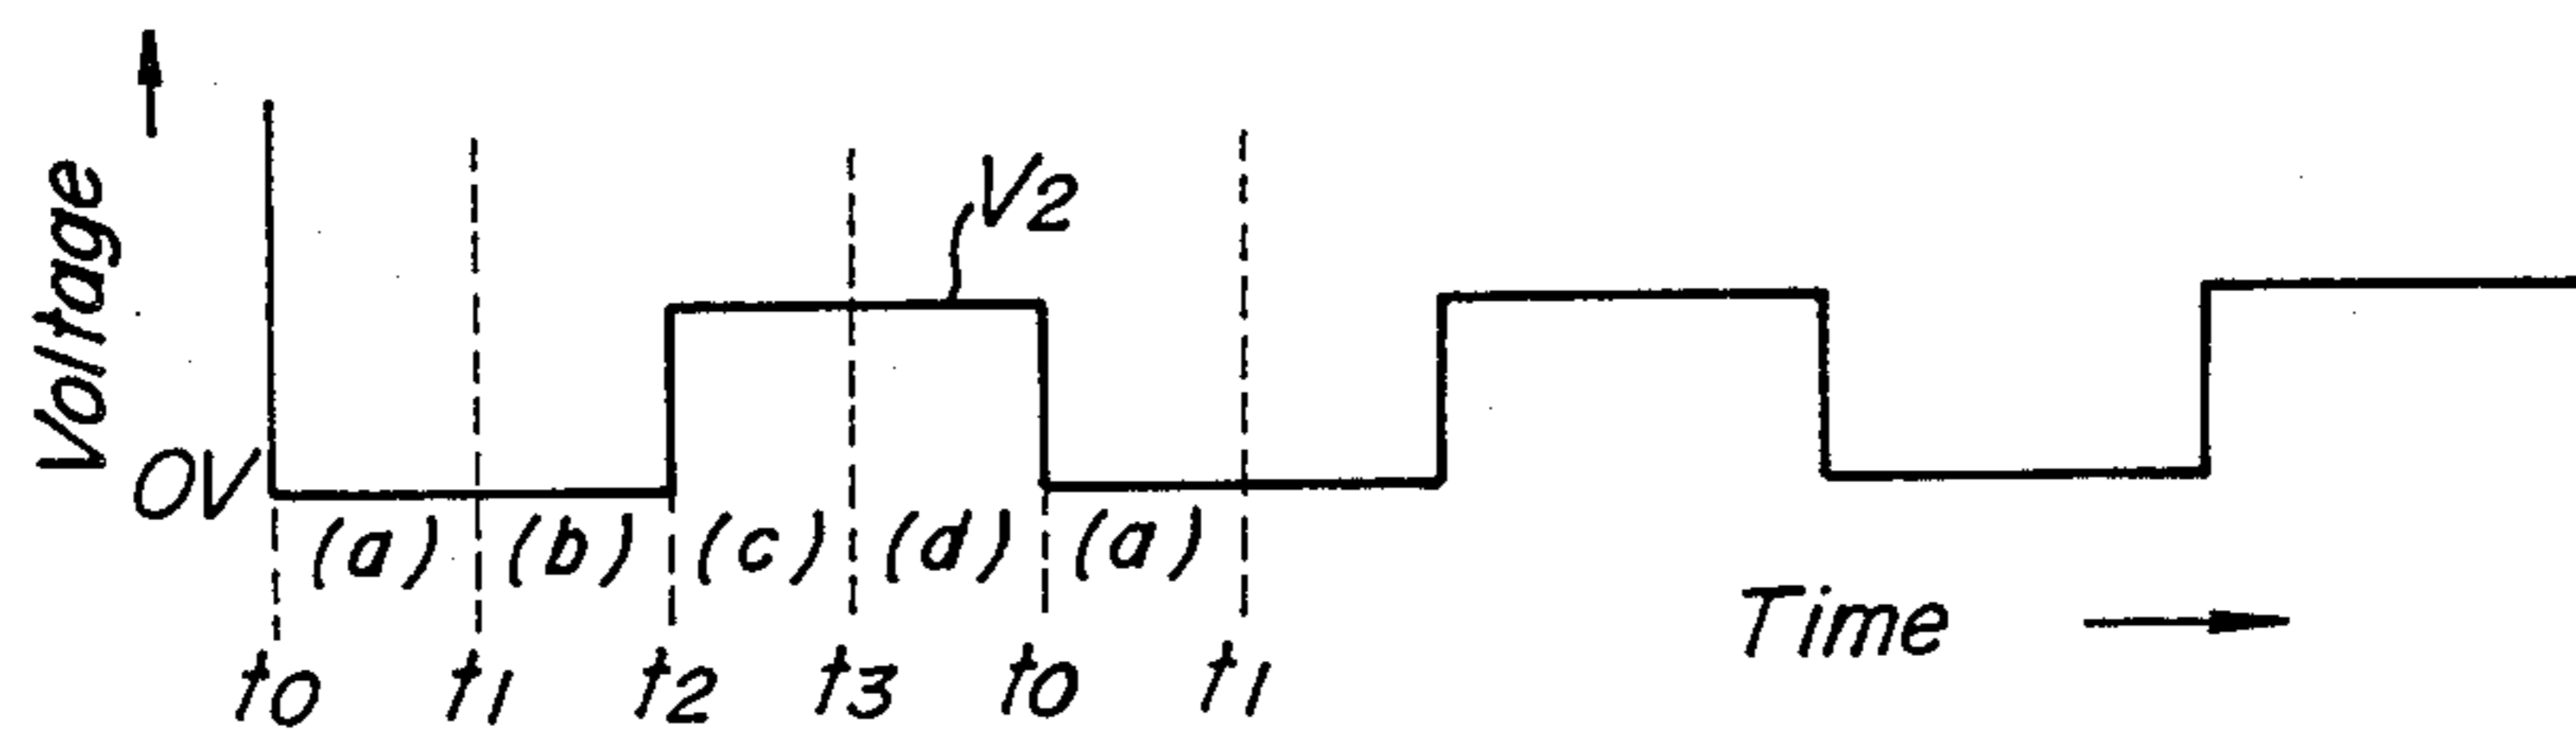 Voltage
V2
0V
(a) (b) (c) (d) (a)
Time
t0 t1 t2 t3 t0 t1